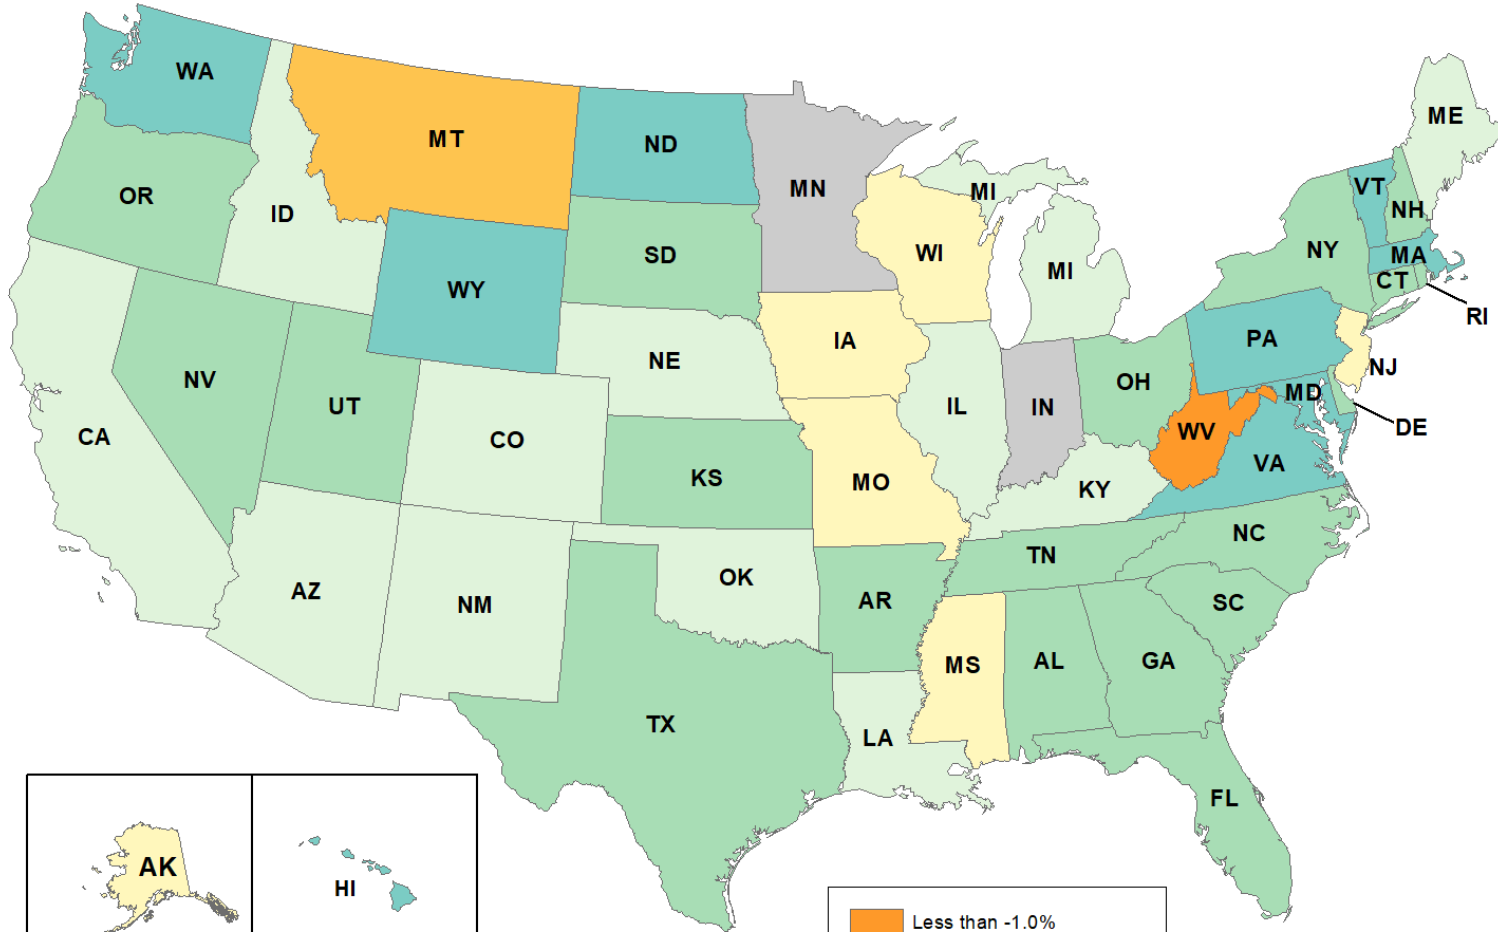 WA
MT
ND
MN
ME
OR
ID
MI
VT
NH
WI
NY
SD
MA
WY
MI
CT
RI
IA
PA
NE
NJ
NV
OH
MD
UT
IL
IN
CA
CO
WV
DE
VA
KS
MO
KY
NC
TN
OK
AZ
NM
AR
SC
MS
AL
GA
TX
LA
FL
AK
HI
Less than -1.0%